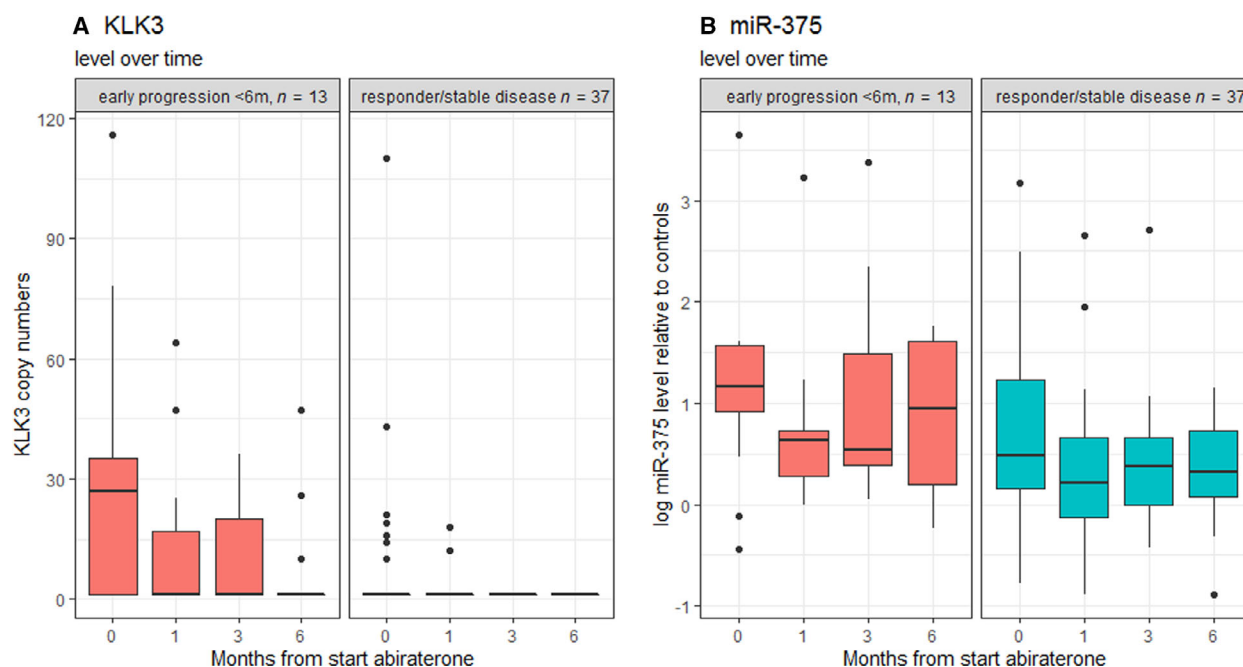 A KLK3
level over time
early progression <6m, n = 13
responder/stable disease n = 37
KLK3 copy numbers
120
90
60
30
0
0 1 3 6
0 1 3 6
Months from start abiraterone
B miR-375
level over time
early progression <6m, n = 13
responder/stable disease n = 37
log miR-375 level relative to controls
3
2
1
0
-1
0 1 3 6
0 1 3 6
Months from start abiraterone